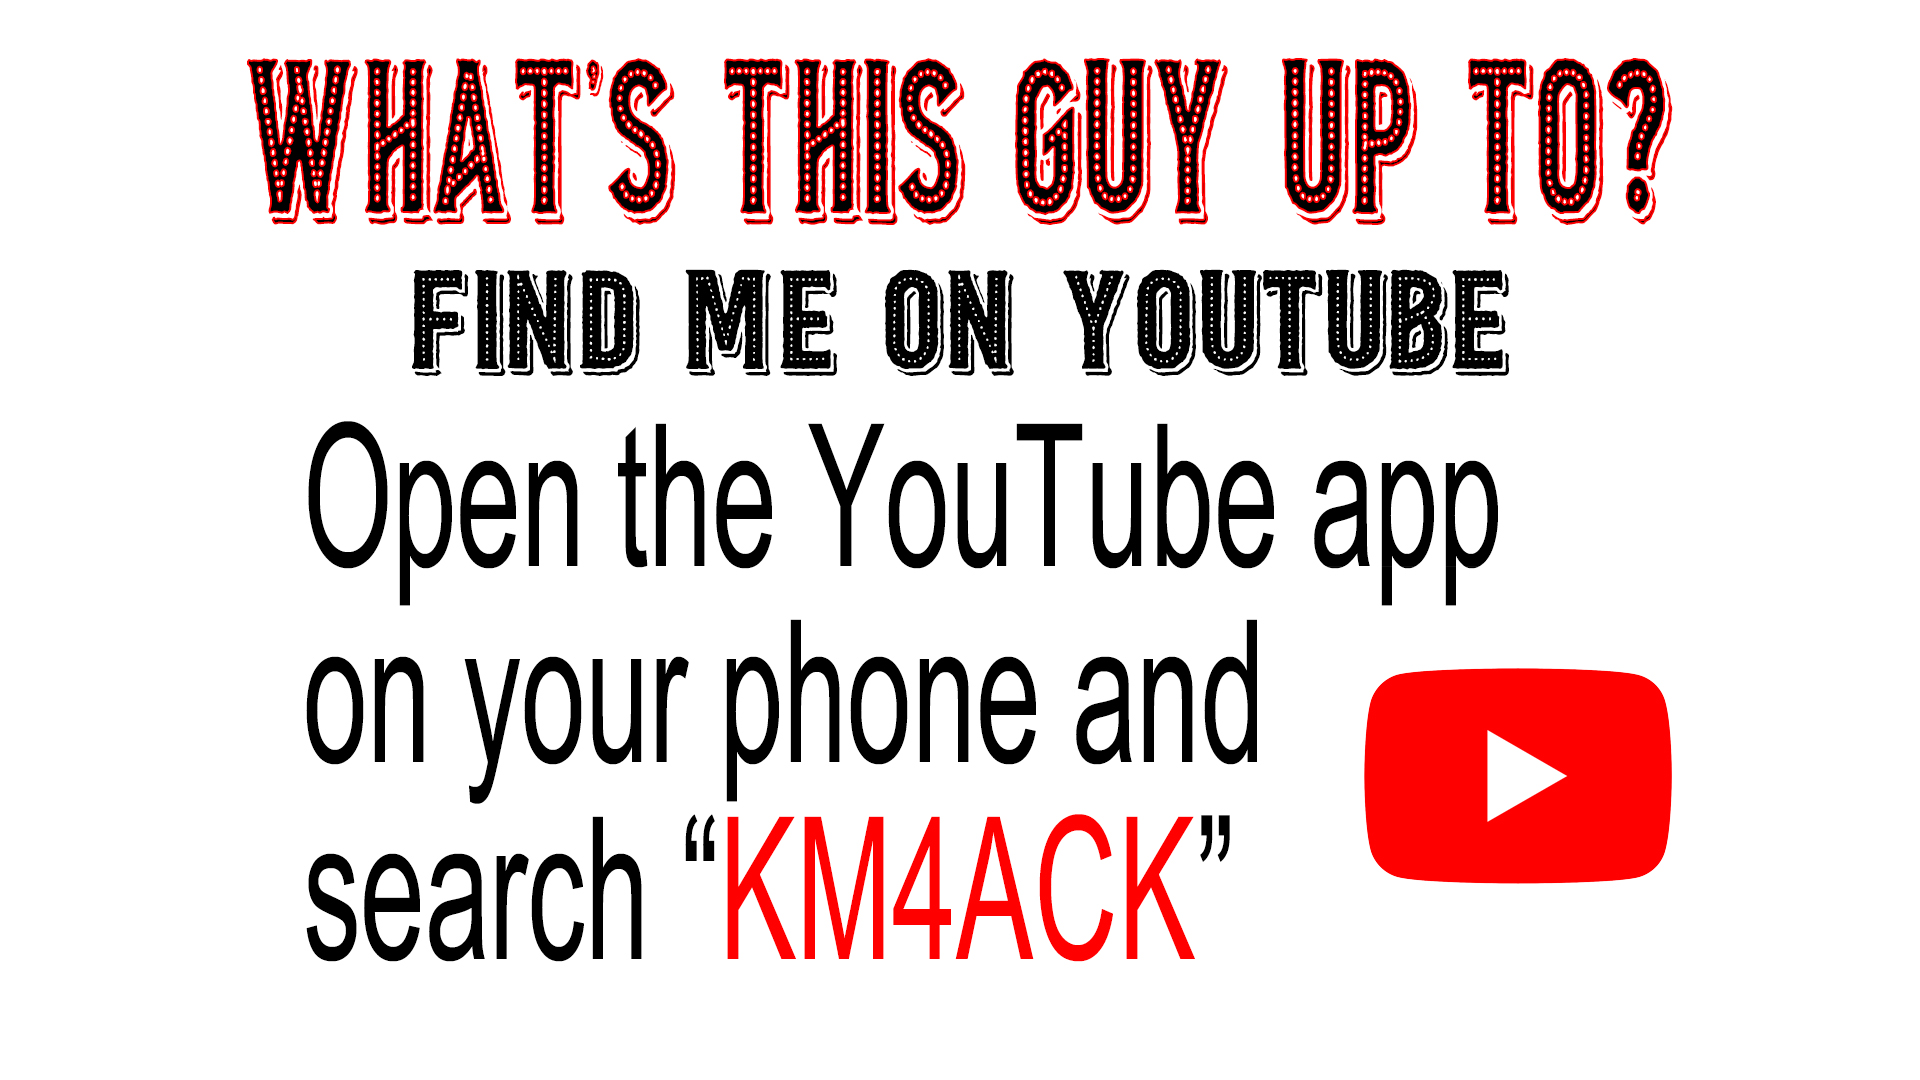 WHAT'S THIS GUY UP TO?
FIND ME ON YOUTUBE
Open the YouTube app
on your phone and
search “KM4ACK”